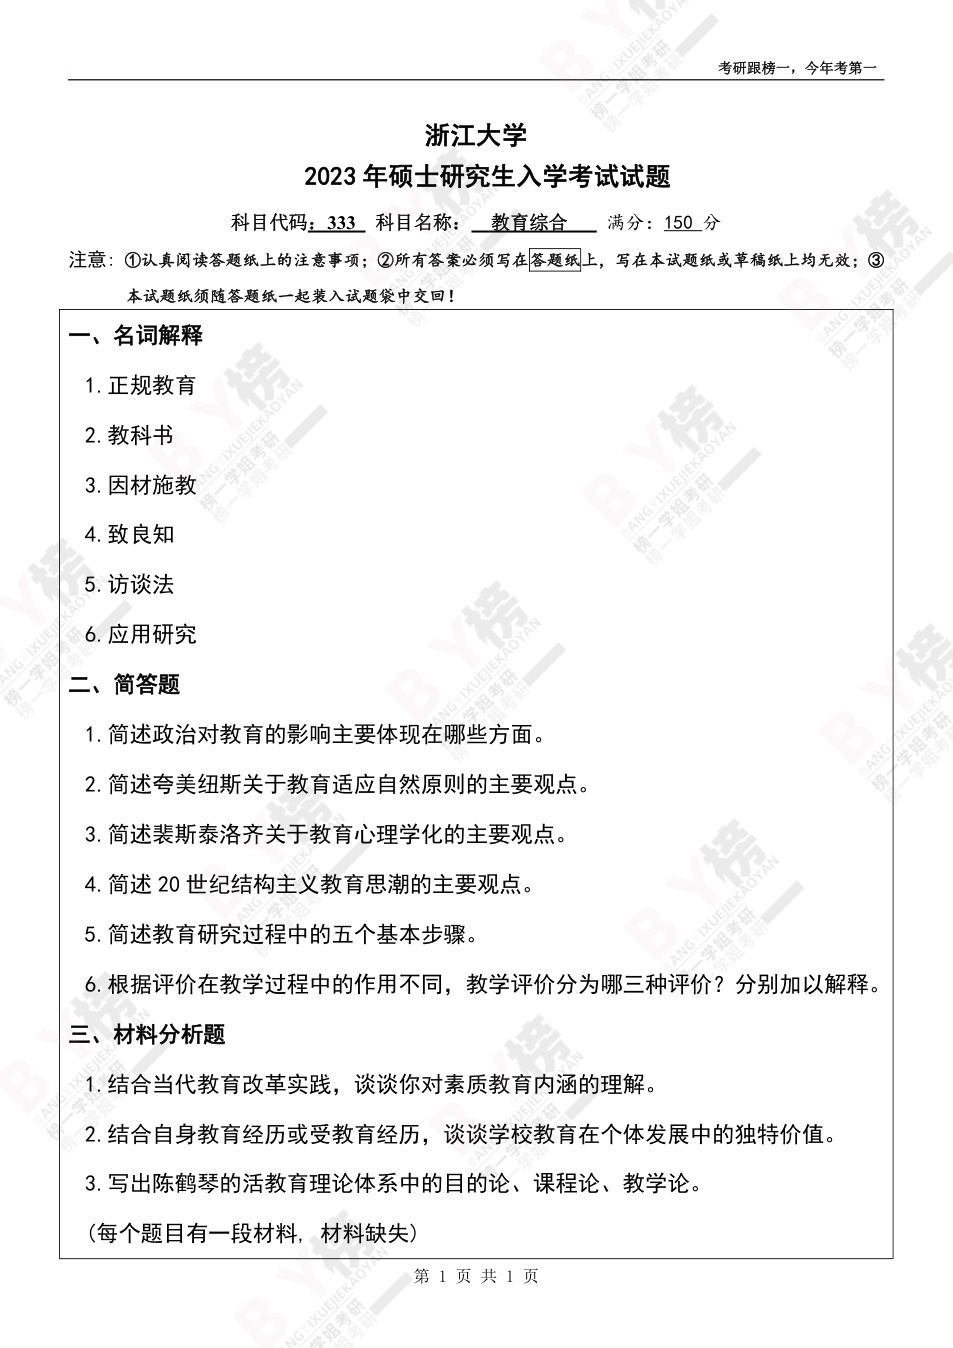 考研跟榜一，今年考第一
浙江大学
2023 年硕士研究生入学考试试题
科目代码：333 科目名称： 教育综合 满分：150 分
注意：①认真阅读答题纸上的注意事项；②所有答案必须写在答题纸上，写在本试题纸或草稿纸上均无效；③
本试题纸须随答题纸一起装入试题袋中交回！
一、名词解释
1.正规教育
2.教科书
3.因材施教
4.致良知
5.访谈法
6.应用研究
二、简答题
1.简述政治对教育的影响主要体现在哪些方面。
2.简述夸美纽斯关于教育适应自然原则的主要观点。
3.简述裴斯泰洛齐关于教育心理学化的主要观点。
4.简述 20 世纪结构主义教育思潮的主要观点。
5.简述教育研究过程中的五个基本步骤。
6.根据评价在教学过程中的作用不同，教学评价分为哪三种评价？分别加以解释。
三、材料分析题
1.结合当代教育改革实践，谈谈你对素质教育内涵的理解。
2.结合自身教育经历或受教育经历，谈谈学校教育在个体发展中的独特价值。
3.写出陈鹤琴的活教育理论体系中的目的论、课程论、教学论。
(每个题目有一段材料, 材料缺失)
第 1 页 共 1 页